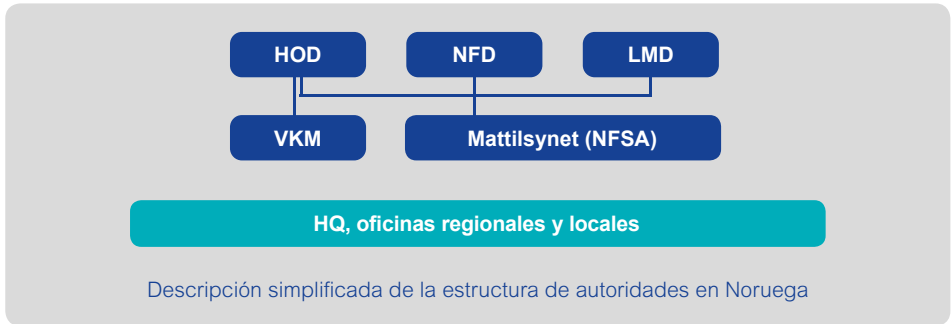 HOD NFD LMD
VKM Mattilsynet (NFSA)
HQ, oficinas regionales y locales
Descripción simplificada de la estructura de autoridades en Noruega